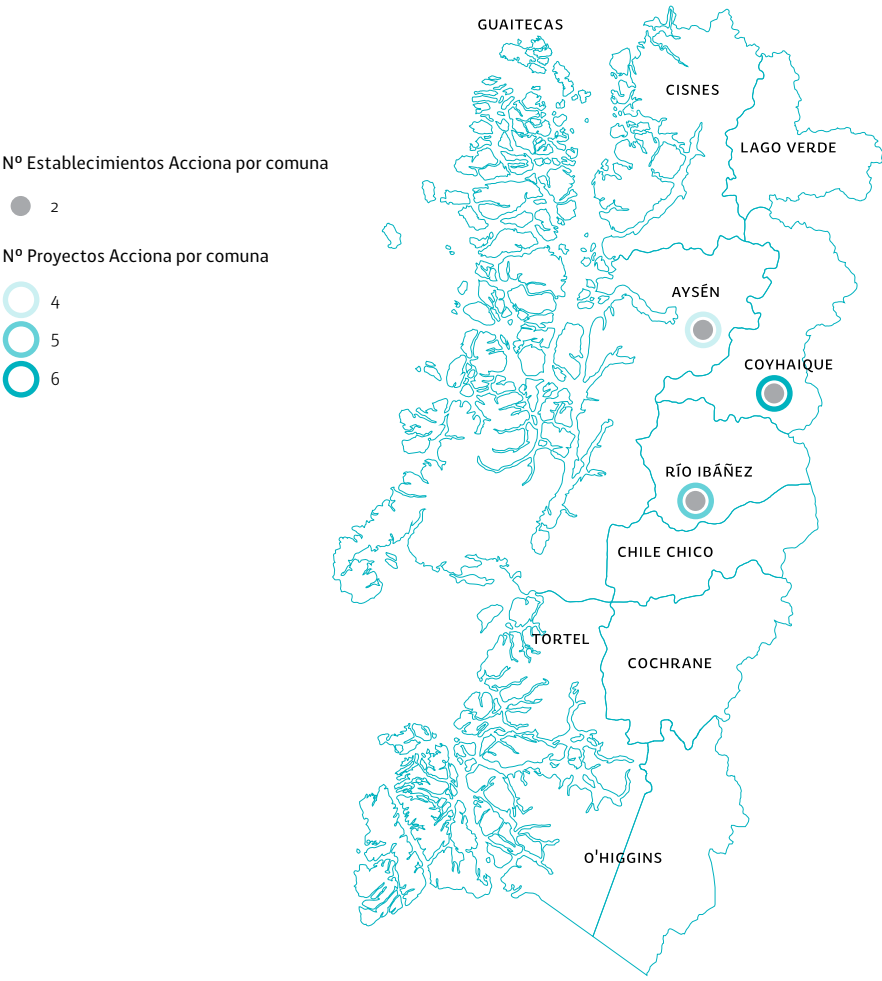 GUAITECAS
CISNES
LAGO VERDE
Nº Establecimientos Acciona por comuna
2
Nº Proyectos Acciona por comuna
4
5
6
AYSÉN
COYHAIQUE
RÍO IBÁÑEZ
CHILE CHICO
TORTEL
COCHRANE
O'HIGGINS